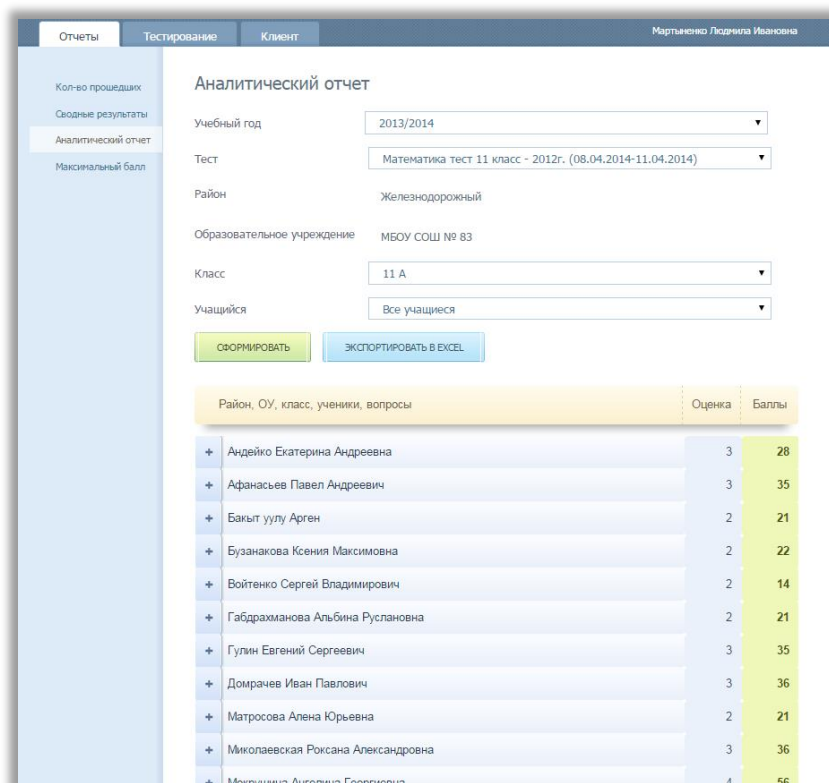 Отчеты Тестирование Клиент Мартыненко Людмила Ивановна
Кол-во прошедших
Сводные результаты
Аналитический отчет
Максимальный балл
Аналитический отчет
Учебный год 2013/2014
Тест Математика тест 11 класс - 2012г. (08.04.2014-11.04.2014)
Район Железнодорожный
Образовательное учреждение МБОУ СОШ № 83
Класс 11 А
Учащийся Все учащиеся
СФОРМИРОВАТЬ ЭКСПОРТИРОВАТЬ В EXCEL
Район, ОУ, класс, ученики, вопросы Оценка Баллы
+ Андейко Екатерина Андреевна 3 28
+ Афанасьев Павел Андреевич 3 35
+ Бакыт уулу Арген 2 21
+ Бузанакова Ксения Максимовна 2 22
+ Войтенко Сергей Владимирович 2 14
+ Габдрахманова Альбина Руслановна 2 21
+ Гулин Евгений Сергеевич 3 35
+ Домрачев Иван Павлович 3 36
+ Матросова Алена Юрьевна 2 21
+ Миколаевская Роксана Александровна 3 36
+ Мокрушина Ангелина Георгиевна 4 56